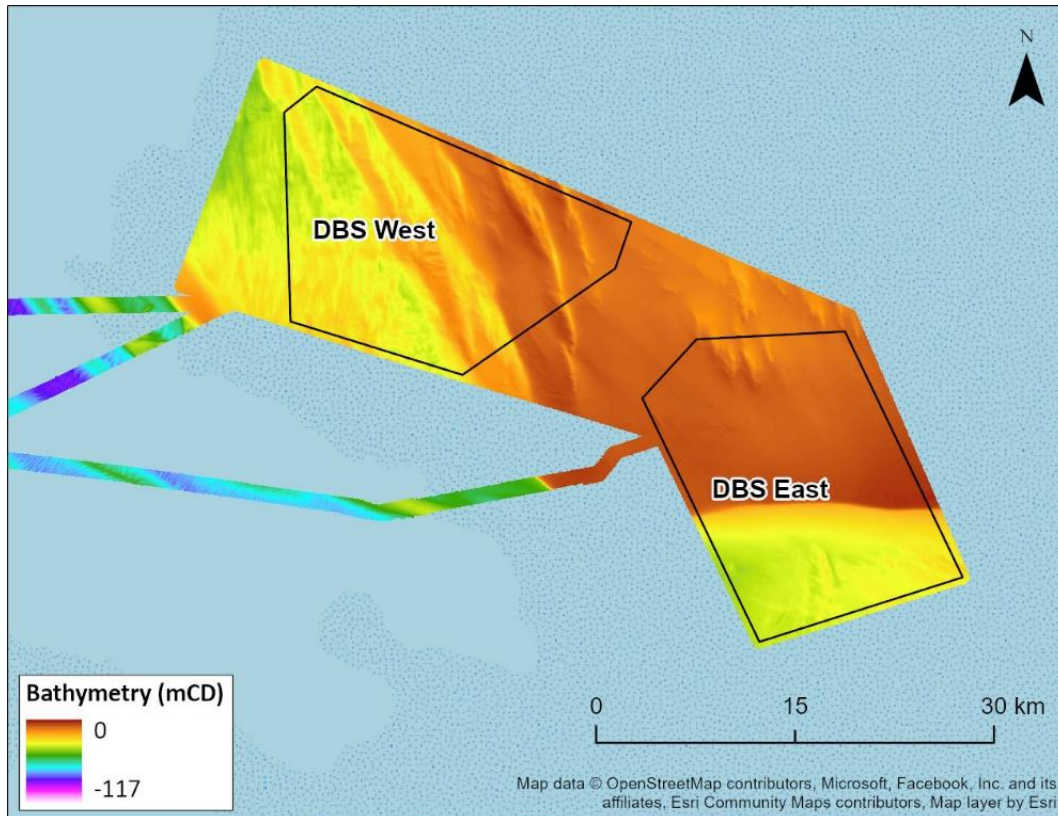 N
DBS West
DBS East
Bathymetry (mCD)
0
-117
0 15 30 km
Map data © OpenStreetMap contributors, Microsoft, Facebook, Inc. and its
affiliates, Esri Community Maps contributors, Map layer by Esri